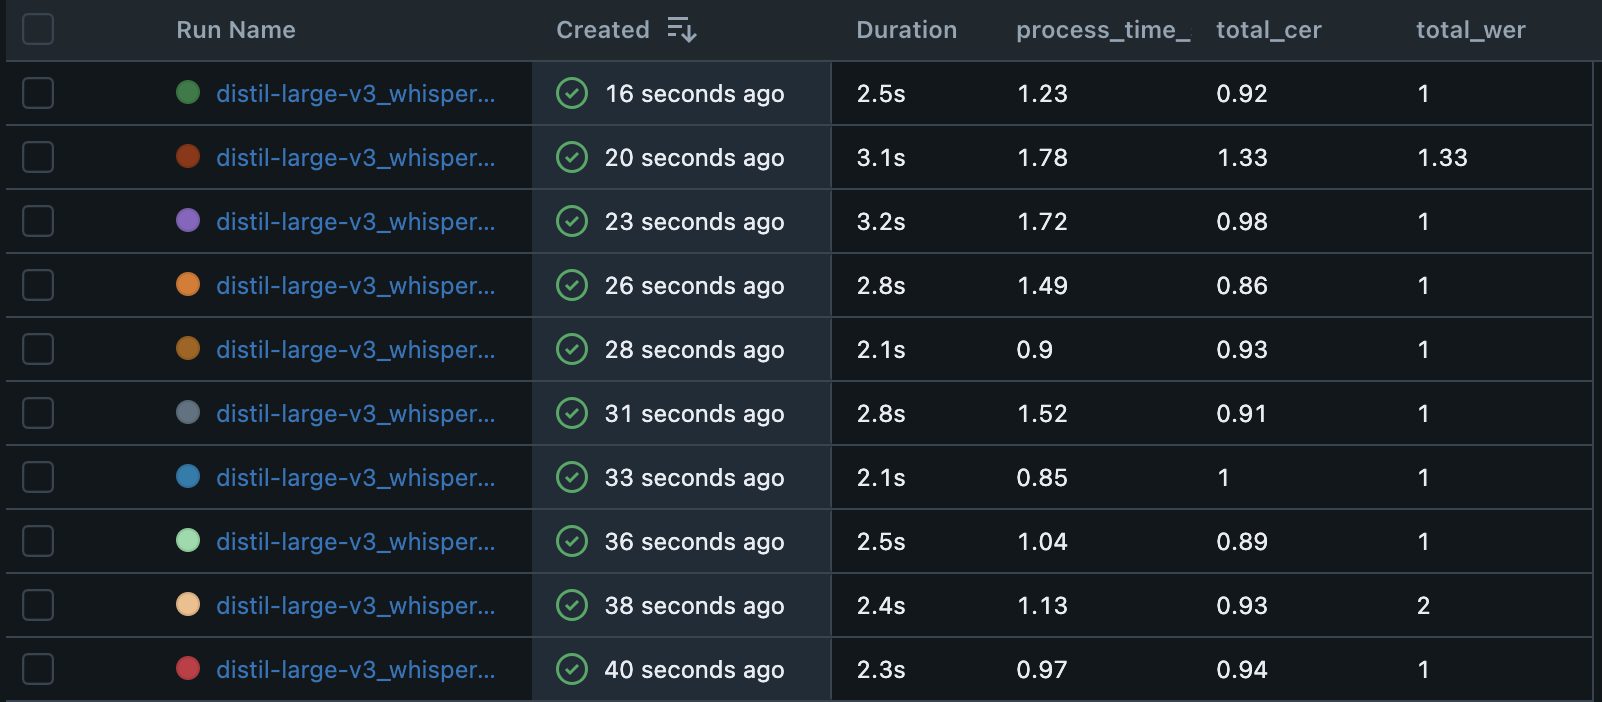 Run Name Created Duration process_time_ total_cer total_wer
distil-large-v3_whisper... 16 seconds ago 2.5s 1.23 0.92 1
distil-large-v3_whisper... 20 seconds ago 3.1s 1.78 1.33 1.33
distil-large-v3_whisper... 23 seconds ago 3.2s 1.72 0.98 1
distil-large-v3_whisper... 26 seconds ago 2.8s 1.49 0.86 1
distil-large-v3_whisper... 28 seconds ago 2.1s 0.9 0.93 1
distil-large-v3_whisper... 31 seconds ago 2.8s 1.52 0.91 1
distil-large-v3_whisper... 33 seconds ago 2.1s 0.85 1 1
distil-large-v3_whisper... 36 seconds ago 2.5s 1.04 0.89 1
distil-large-v3_whisper... 38 seconds ago 2.4s 1.13 0.93 2
distil-large-v3_whisper... 40 seconds ago 2.3s 0.97 0.94 1